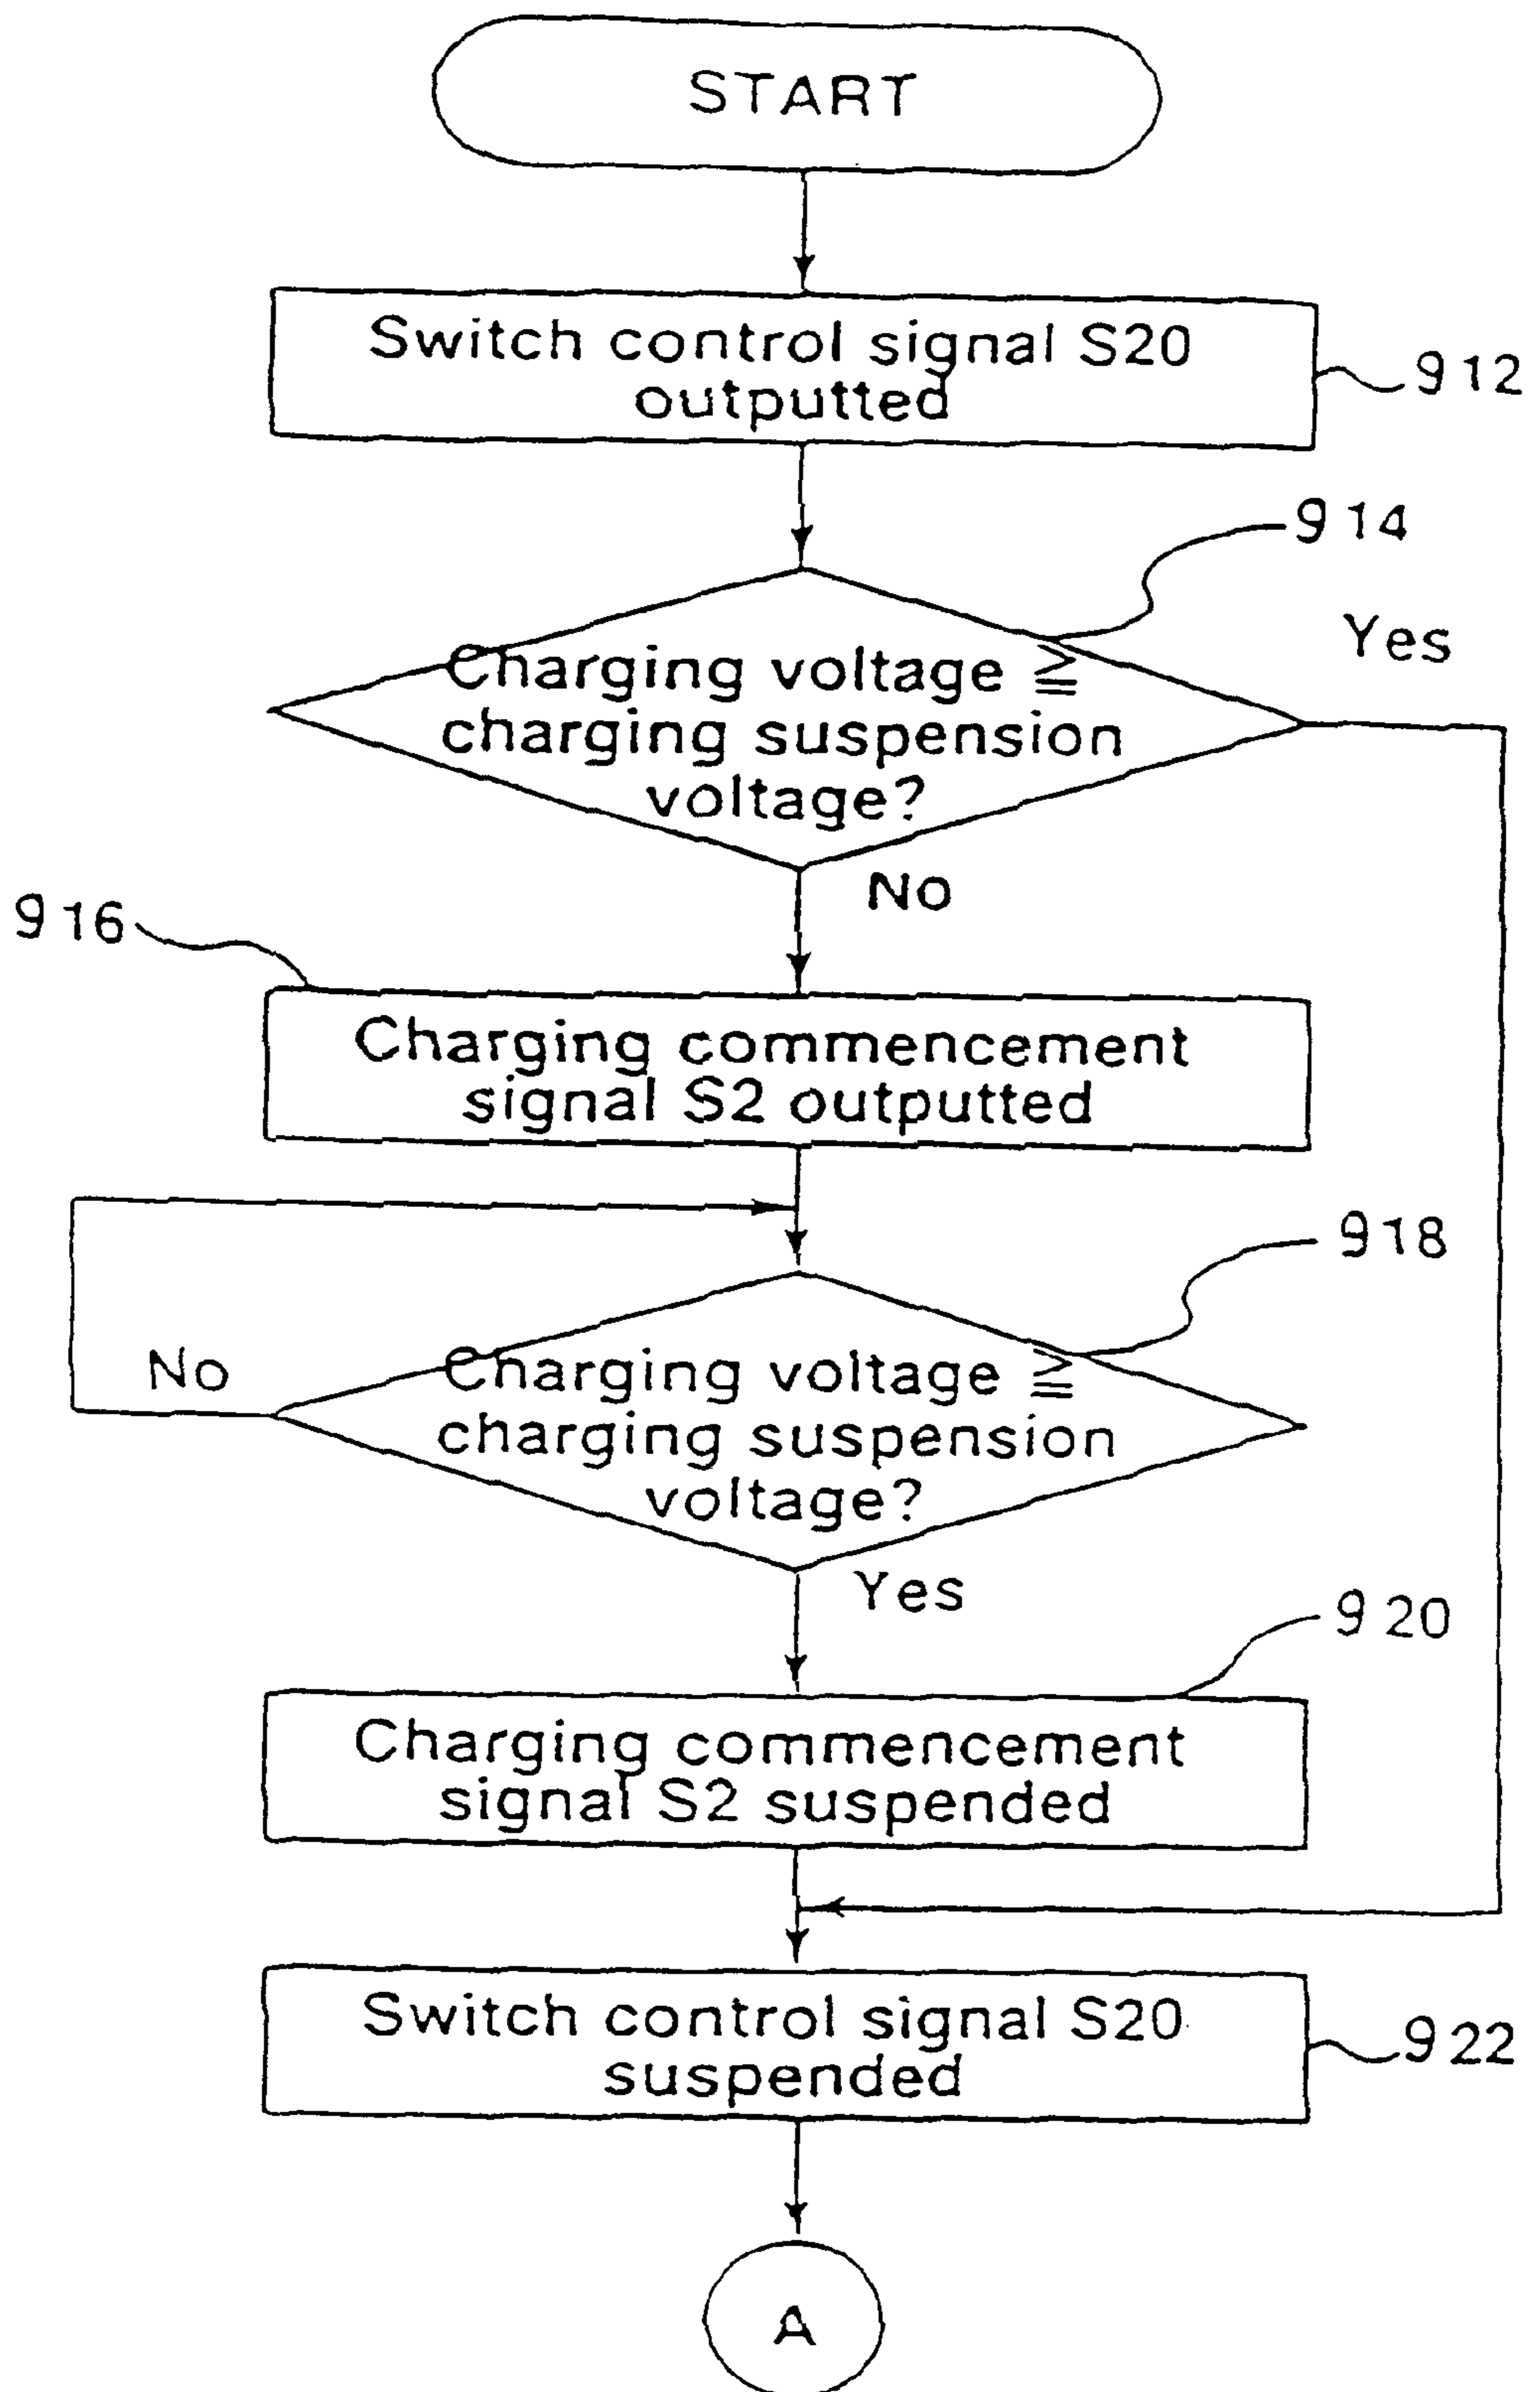 START
Switch control signal S20
outputted
912
914
Yes
Charging voltage ≧
charging suspension
voltage?
No
916
Charging commencement
signal S2 outputted
918
No
Charging voltage ≧
charging suspension
voltage?
Yes
920
Charging commencement
signal S2 suspended
Switch control signal S20
suspended
922
A